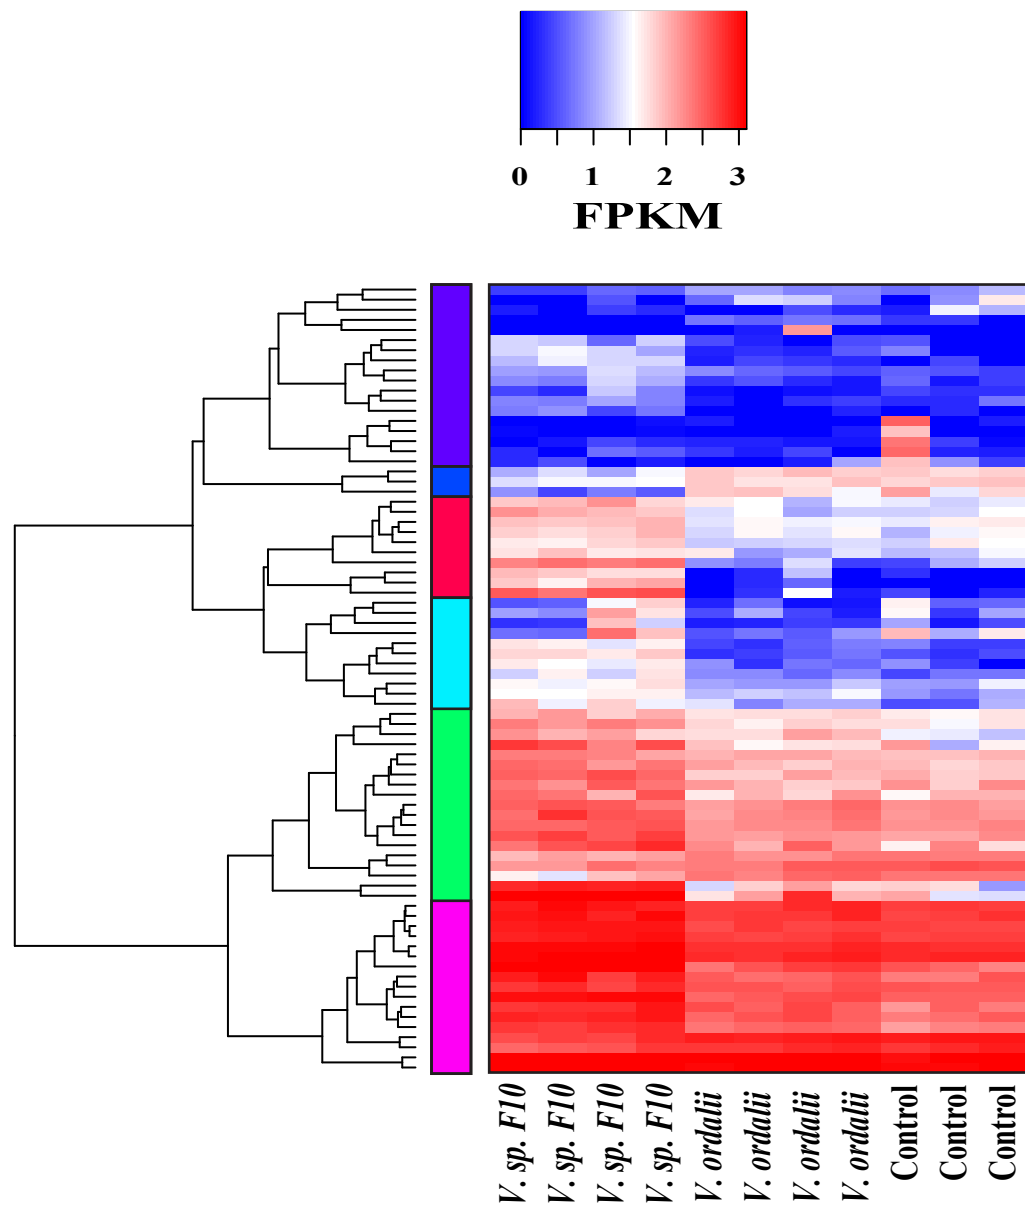 0 1 2 3
FPKM
V. sp. F10
V. sp. F10
V. sp. F10
V. sp. F10
V. ordalii
V. ordalii
V. ordalii
V. ordalii
Control
Control
Control